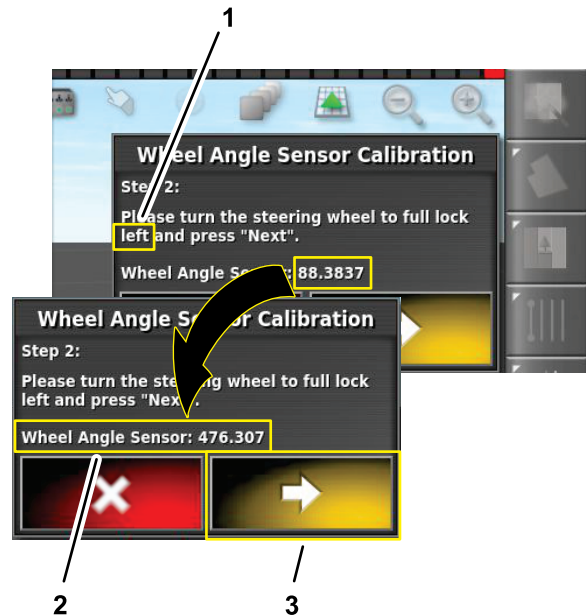 1
Wheel Angle Sensor Calibration
Step 2:
Please turn the steering wheel to full lock
left and press "Next".
Wheel Angle Sensor: 88.3837
Wheel Angle Sensor Calibration
Step 2:
Please turn the steering wheel to full lock
left and press "Next".
Wheel Angle Sensor: 476.307
2
3